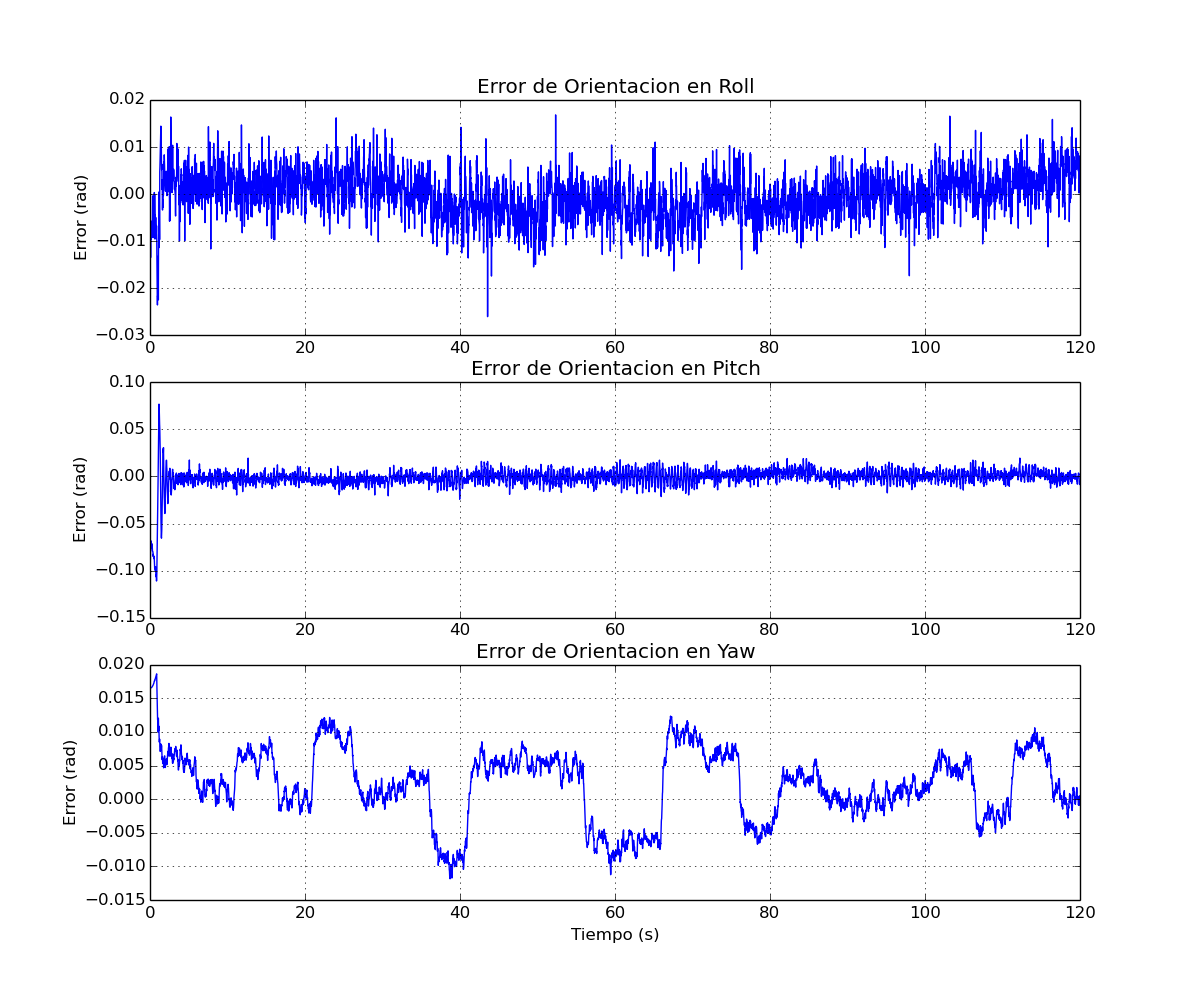 Error de Orientacion en Roll
0.02
0.01
0.00
−0.01
−0.02
−0.03
Error (rad)
0 20 40 60 80 100 120
Error de Orientacion en Pitch
0.10
0.05
0.00
−0.05
−0.10
−0.15
Error (rad)
0 20 40 60 80 100 120
Error de Orientacion en Yaw
0.020
0.015
0.010
0.005
0.000
−0.005
−0.010
−0.015
Error (rad)
0 20 40 60 80 100 120
Tiempo (s)